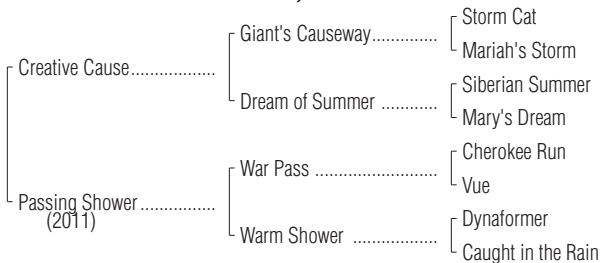 Storm Cat
Giant's Causeway..............
Mariah's Storm
Creative Cause..................
Siberian Summer
Dream of Summer ............
Mary's Dream
Cherokee Run
War Pass ..........................
Vue
Passing Shower................
(2011)
Dynaformer
Warm Shower ..................
Caught in the Rain